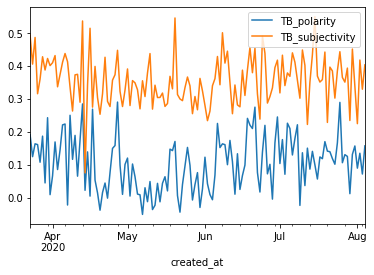 TB_polarity
TB_subjectivity
0.5
0.4
0.3
0.2
0.1
0.0
Apr
2020
May
Jun
Jul
Aug
created_at